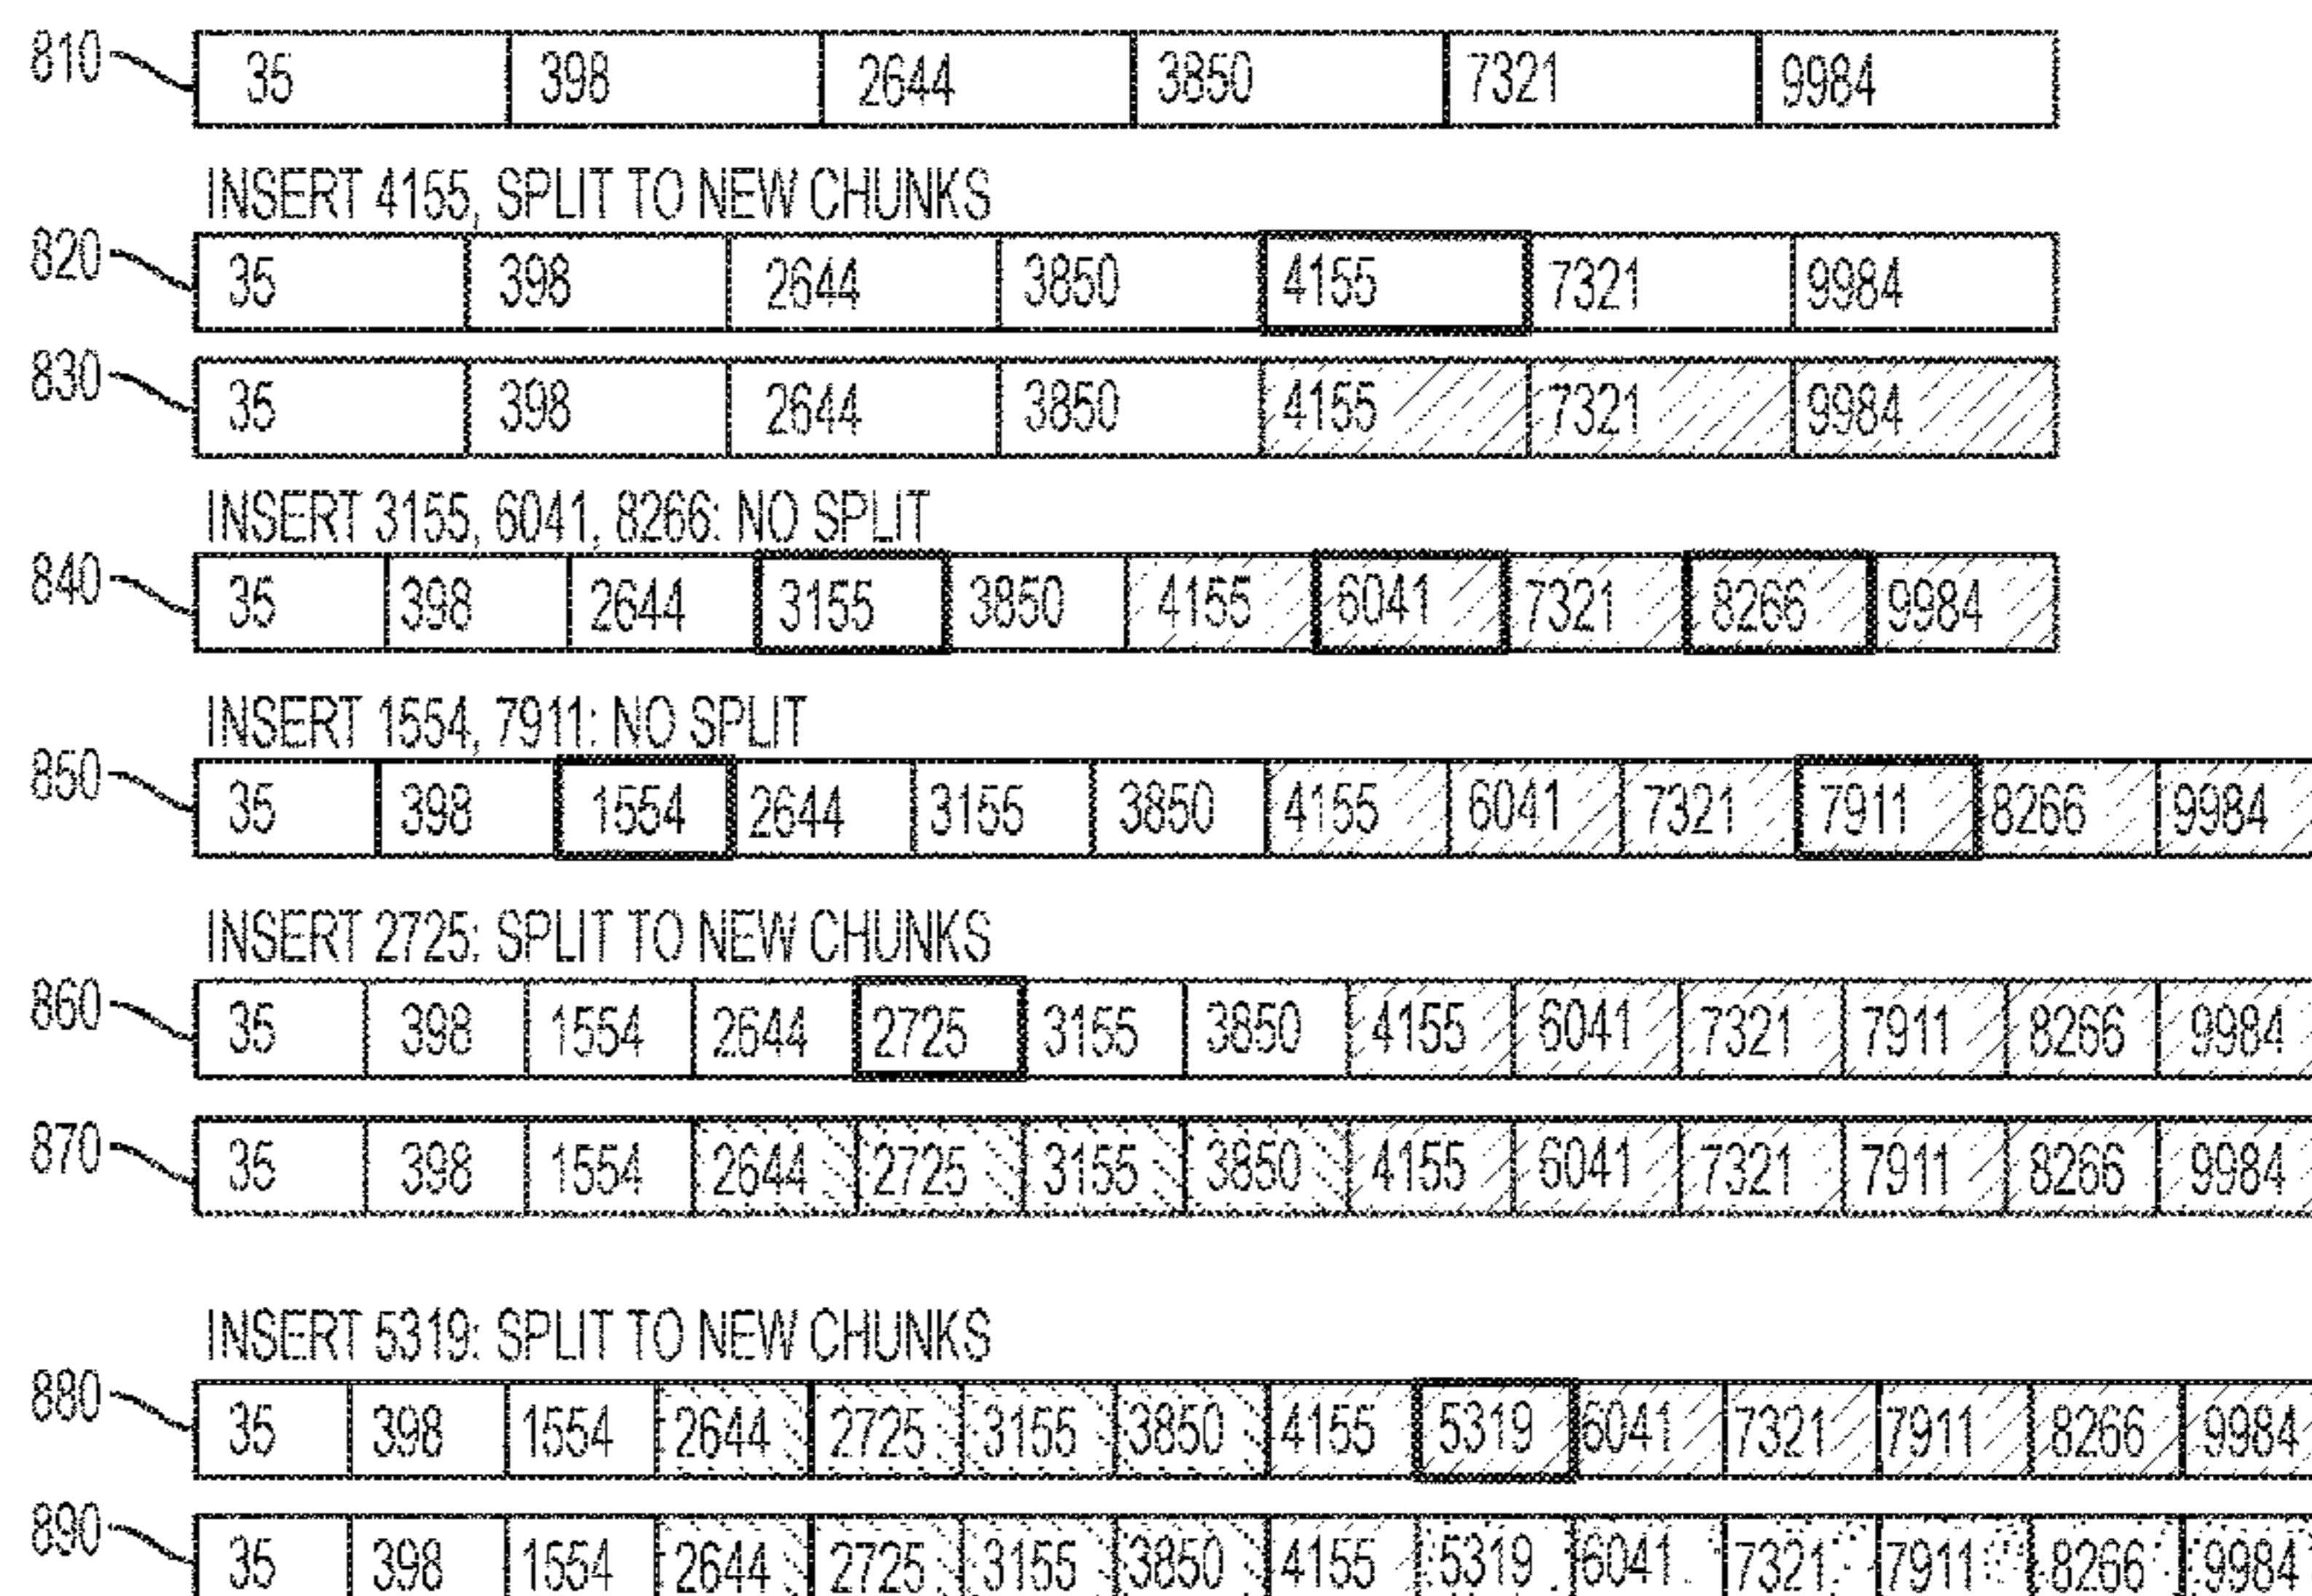 810 35 398 2644 3850 7321 9984
INSERT 4155, SPLIT TO NEW CHUNKS
820 35 398 2644 3850 4155 7321 9984
830 35 398 2644 3850 4155 7321 9984
INSERT 3155, 6041, 8266: NO SPLIT
840 35 398 2644 3155 3850 4155 6041 7321 8266 9984
INSERT 1554, 7911: NO SPLIT
850 35 398 1554 2644 3155 3850 4155 6041 7321 7911 8266 9984
INSERT 2725: SPLIT TO NEW CHUNKS
860 35 398 1554 2644 2725 3155 3850 4155 6041 7321 7911 8266 9984
870 35 398 1554 2644 2725 3155 3850 4155 6041 7321 7911 8266 9984
INSERT 5319: SPLIT TO NEW CHUNKS
880 35 398 1554 2644 2725 3155 3850 4155 5319 6041 7321 7911 8266 9984
890 35 398 1554 2644 2725 3155 3850 4155 5319 6041 7321 7911 8266 9984